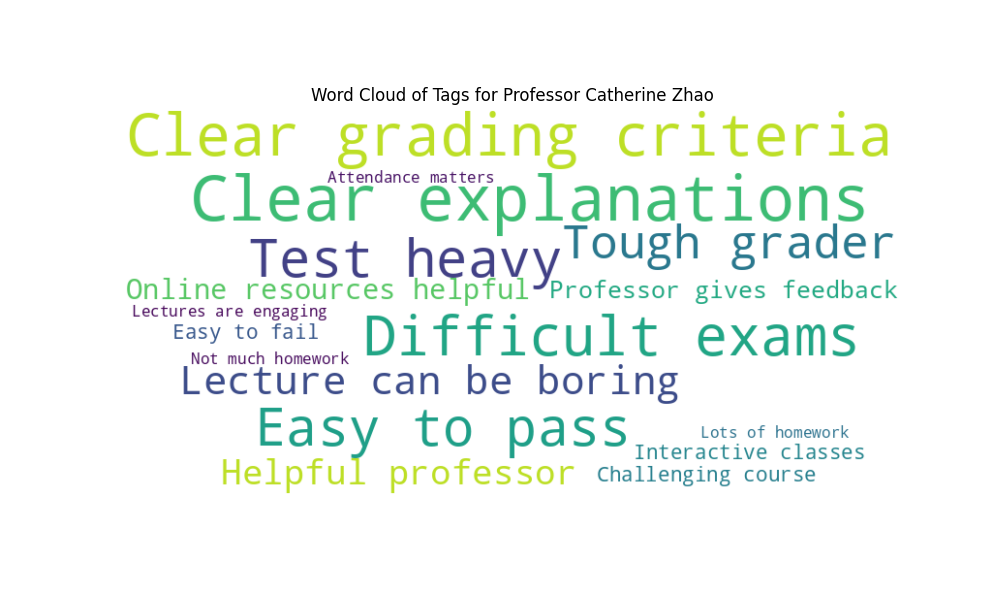 Word Cloud of Tags for Professor Catherine Zhao
Clear grading criteria
Attendance matters
Clear explanations
Tough grader
Test heavy
Online resources helpful
Professor gives feedback
Lectures are engaging
Easy to fail
Difficult exams
Not much homework
Lecture can be boring
Easy to pass
Lots of homework
Interactive classes
Helpful professor
Challenging course